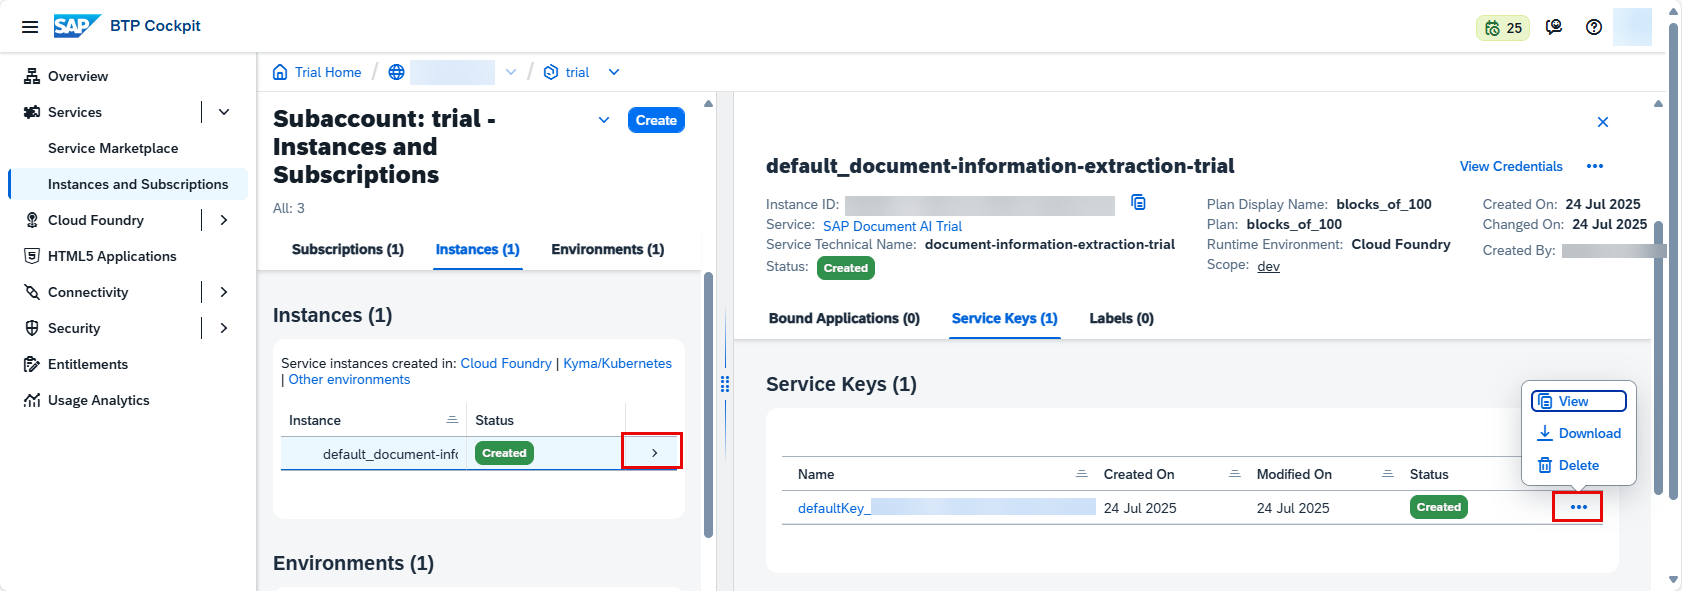 SAP BTP Cockpit
25
Overview
Services
Service Marketplace
Instances and Subscriptions
Cloud Foundry
HTML5 Applications
Connectivity
Security
Entitlements
Usage Analytics
Trial Home / / trial
Subaccount: trial -
Instances and
Subscriptions
Create
All: 3
Subscriptions (1) Instances (1) Environments (1)
Instances (1)
Service instances created in: Cloud Foundry | Kyma/Kubernetes
| Other environments
Instance Status
default_document-info Created
Environments (1)
default_document-information-extraction-trial
View Credentials
Instance ID:
Service: SAP Document AI Trial
Service Technical Name: document-information-extraction-trial
Status: Created
Plan Display Name: blocks_of_100
Plan: blocks_of_100
Runtime Environment: Cloud Foundry
Scope: dev
Created On: 24 Jul 2025
Changed On: 24 Jul 2025
Created By:
Bound Applications (0) Service Keys (1) Labels (0)
Service Keys (1)
View
Download
Delete
Name Created On Modified On Status
defaultKey_ 24 Jul 2025 24 Jul 2025 Created